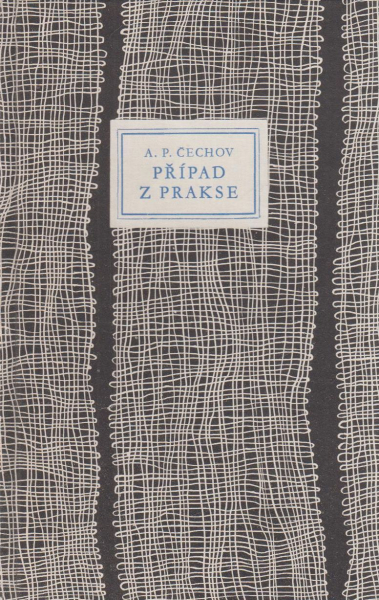 A. P. ČECHOV
PŘÍPAD
Z PRAKSE